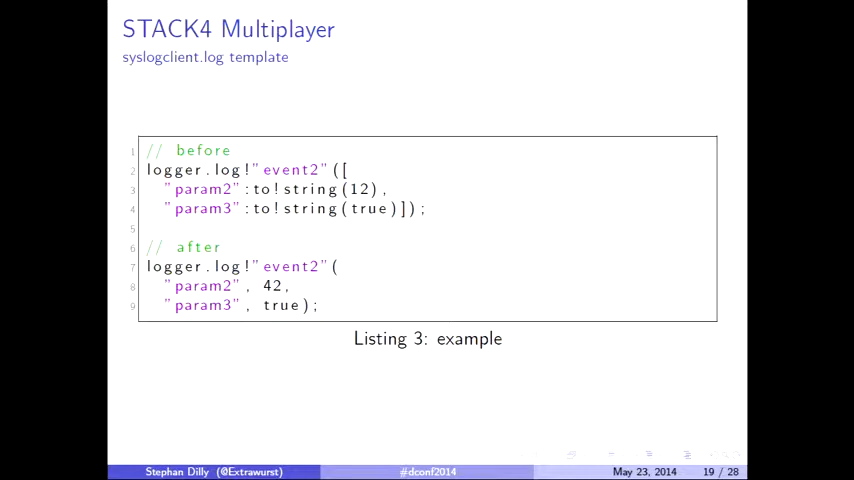 STACK4 Multiplayer
syslogclient.log template
1 // before
2 logger.log!"event2"([
3 "param2":to!string(12),
4 "param3":to!string(true)]);
5
6 // after
7 logger.log!"event2"(
8 "param2", 42,
9 "param3", true);
Listing 3: example
Stephan Dilly (@Extrawurst) #dconf2014 May 23, 2014 19 / 28